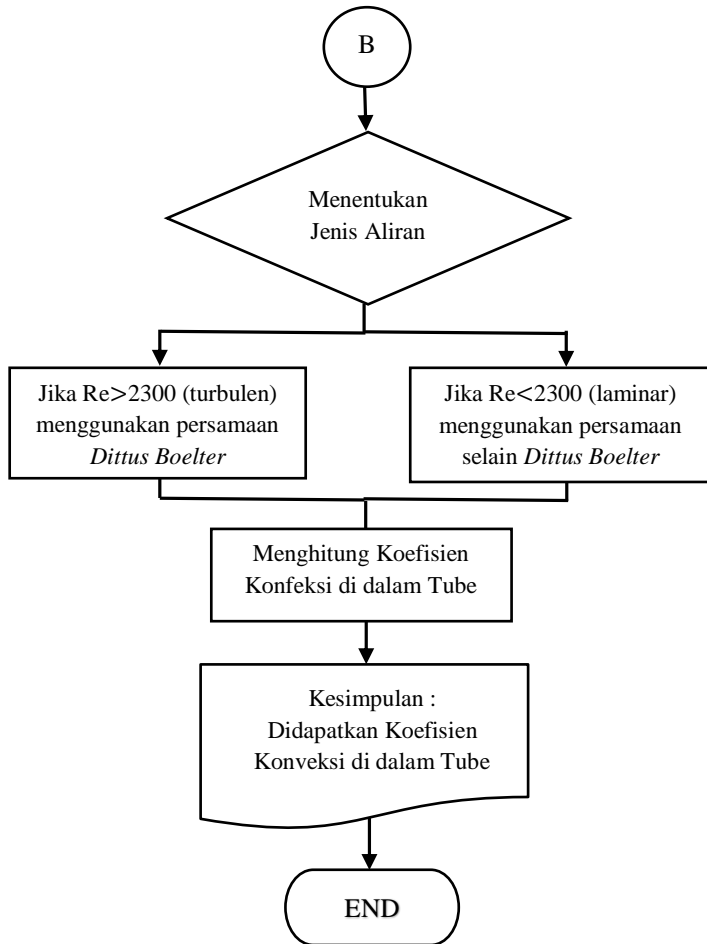 B
Menentukan
Jenis Aliran
Jika Re>2300 (turbulen)
menggunakan persamaan
Dittus Boelter
Jika Re<2300 (laminar)
menggunakan persamaan
selain Dittus Boelter
Menghitung Koefisien
Konfeksi di dalam Tube
Kesimpulan :
Didapatkan Koefisien
Konveksi di dalam Tube
END